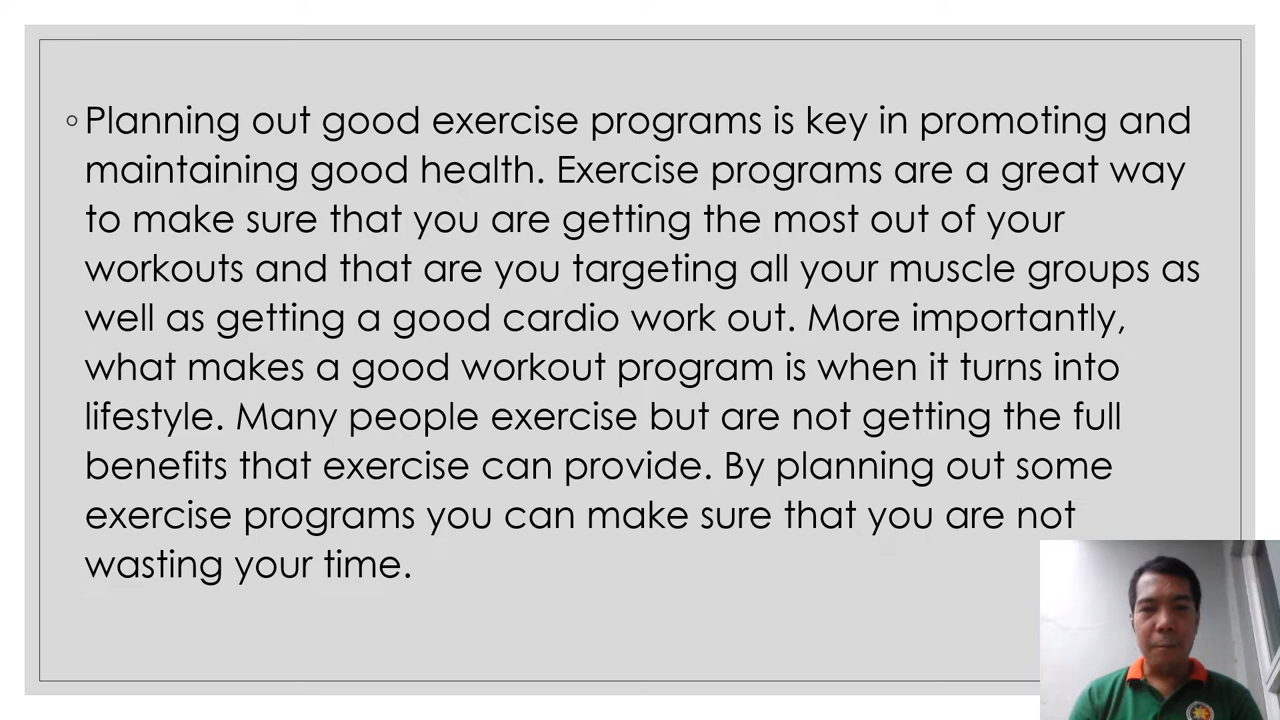 ◦Planning out good exercise programs is key in promoting and
maintaining good health. Exercise programs are a great way
to make sure that you are getting the most out of your
workouts and that are you targeting all your muscle groups as
well as getting a good cardio work out. More importantly,
what makes a good workout program is when it turns into
lifestyle. Many people exercise but are not getting the full
benefits that exercise can provide. By planning out some
exercise programs you can make sure that you are not
wasting your time.